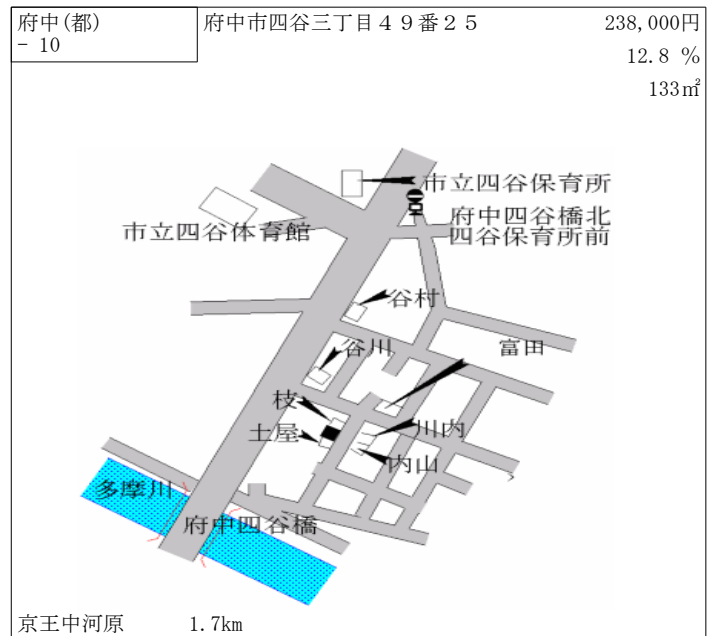 府中(都)
- 10
府中市四谷三丁目４９番２５
238,000円
12.8 %
133㎡
市立四谷保育所
府中四谷橋北
四谷保育所前
市立四谷体育館
谷村
谷川
富田
枝
川内
土屋
内山
多摩川
府中四谷橋
京王中河原 1.7km